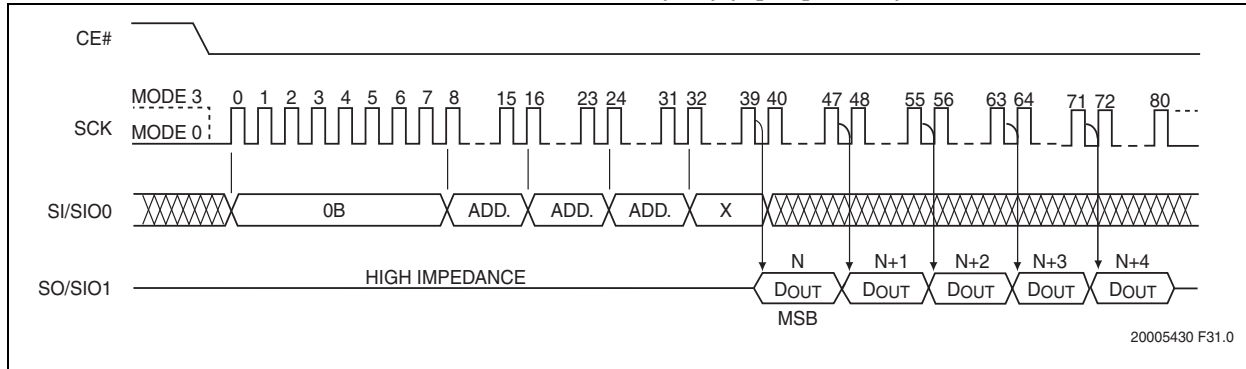 CE#
MODE 3 0 1 2 3 4 5 6 7 8 15 16 23 24 31 32 39 40 47 48 55 56 63 64 71 72 80
SCK
MODE 0
SI/SIO0 0B ADD. ADD. ADD. X
N N+1 N+2 N+3 N+4
SO/SIO1 HIGH IMPEDANCE DOUT DOUT DOUT DOUT DOUT
MSB
20005430 F31.0